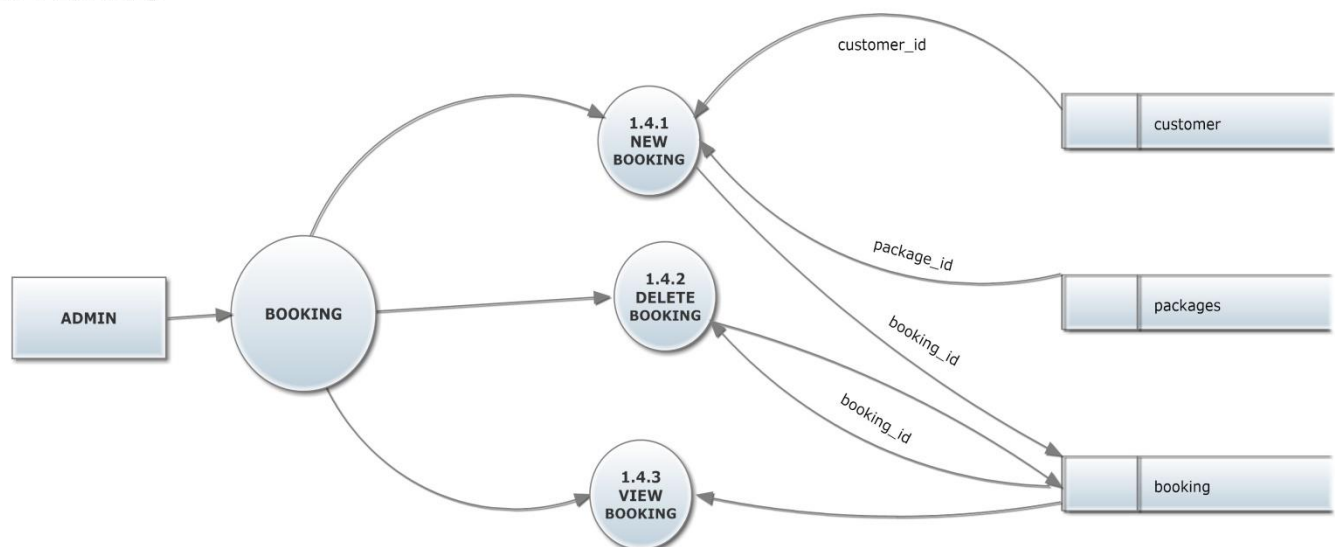 customer_id
1.4.1
NEW
BOOKING
customer
package_id
1.4.2
DELETE
BOOKING
ADMIN
BOOKING
packages
booking_id
booking_id
1.4.3
VIEW
BOOKING
booking